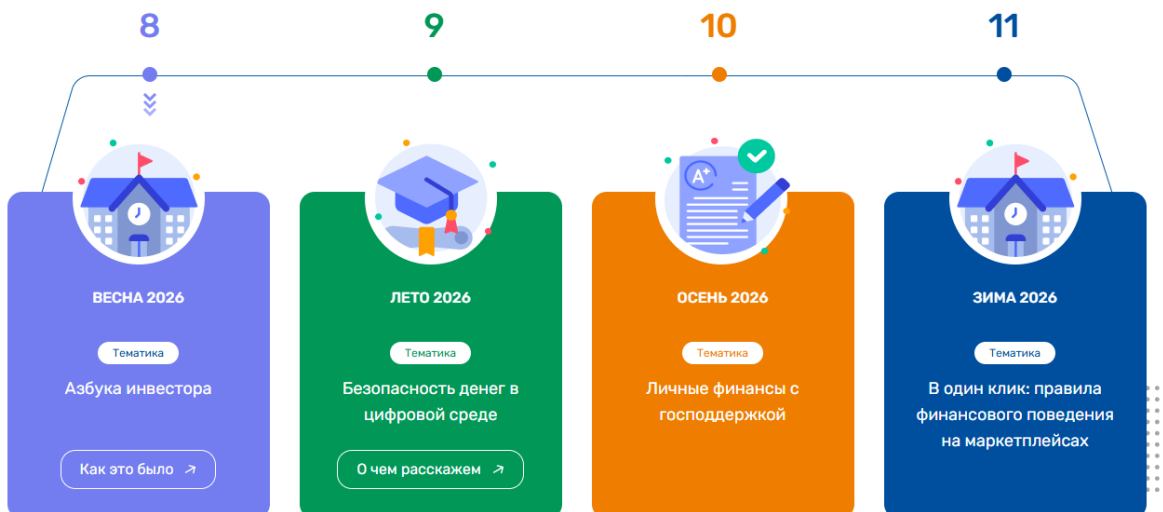 8
9
10
11
ВЕСНА 2026
Тематика
Азбука инвестора
Как это было
ЛЕТО 2026
Тематика
Безопасность денег в
цифровой среде
О чем расскажем
A+
ОСЕНЬ 2026
Тематика
Личные финансы с
господдержкой
ЗИМА 2026
Тематика
В один клик: правила
финансового поведения
на маркетплейсах